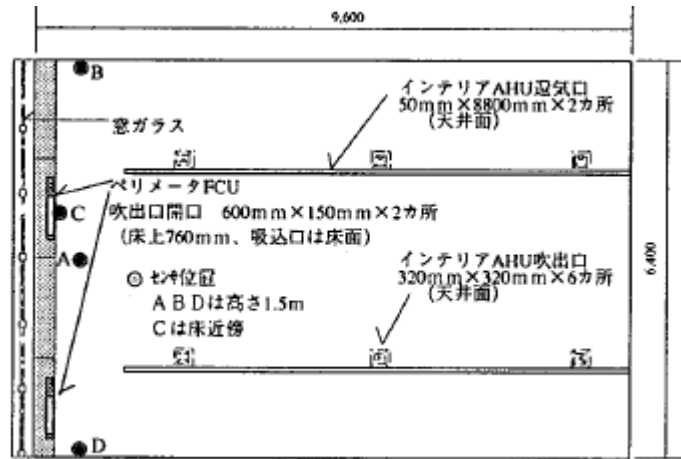 9,600
B
インテリアAHU還気口
50mm×8800mm×2カ所
(天井面)
窓ガラス
ペリメータFCU
C
吹出口開口 600mm×150mm×2カ所
(床上760mm、吸込口は床面)
A
センサ位置
ABDは高さ1.5m
Cは床近傍
インテリアAHU吹出口
320mm×320mm×6カ所
(天井面)
6,400
D